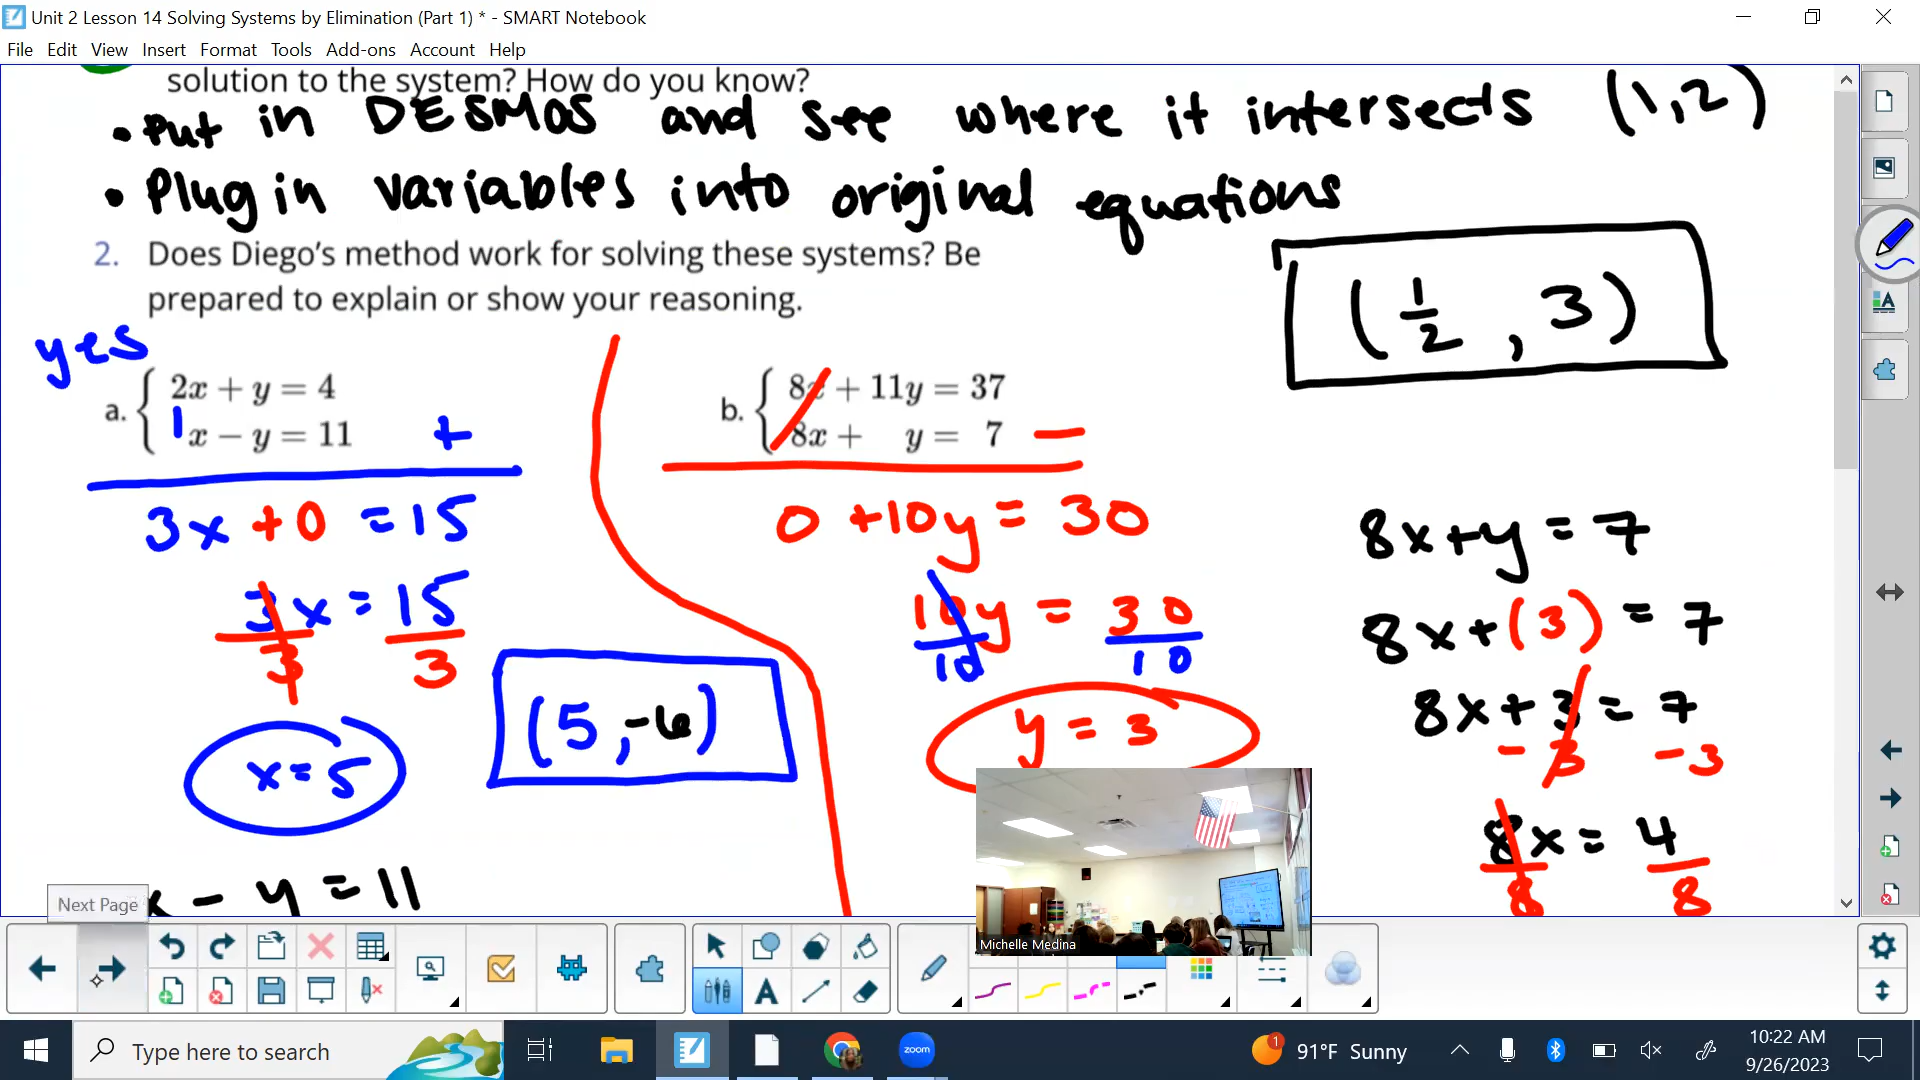 Unit 2 Lesson 14 Solving Systems by Elimination (Part 1) * - SMART Notebook
File Edit View Insert Format Tools Add-ons Account Help
solution to the system? How do you know?
• Put in DESMOS and see where it intersects (1,2)
• Plug in variables into original equations
2. Does Diego's method work for solving these systems? Be
prepared to explain or show your reasoning.
(1/2, 3)
yes
a. { 2x + y = 4
1x − y = 11 +
3x + 0 = 15
3x = 15
3 3
x = 5
(5, -6)
x - y = 11
b. { 8x + 11y = 37
8x + y = 7 −
0 + 10y = 30
10y = 30
10 10
y = 3
8x + y = 7
8x + (3) = 7
8x + 3 = 7
- 3 - 3
8x = 4
8 8
Michelle Medina
Next Page
Type here to search
zoom
1
91°F Sunny
10:22 AM
9/26/2023